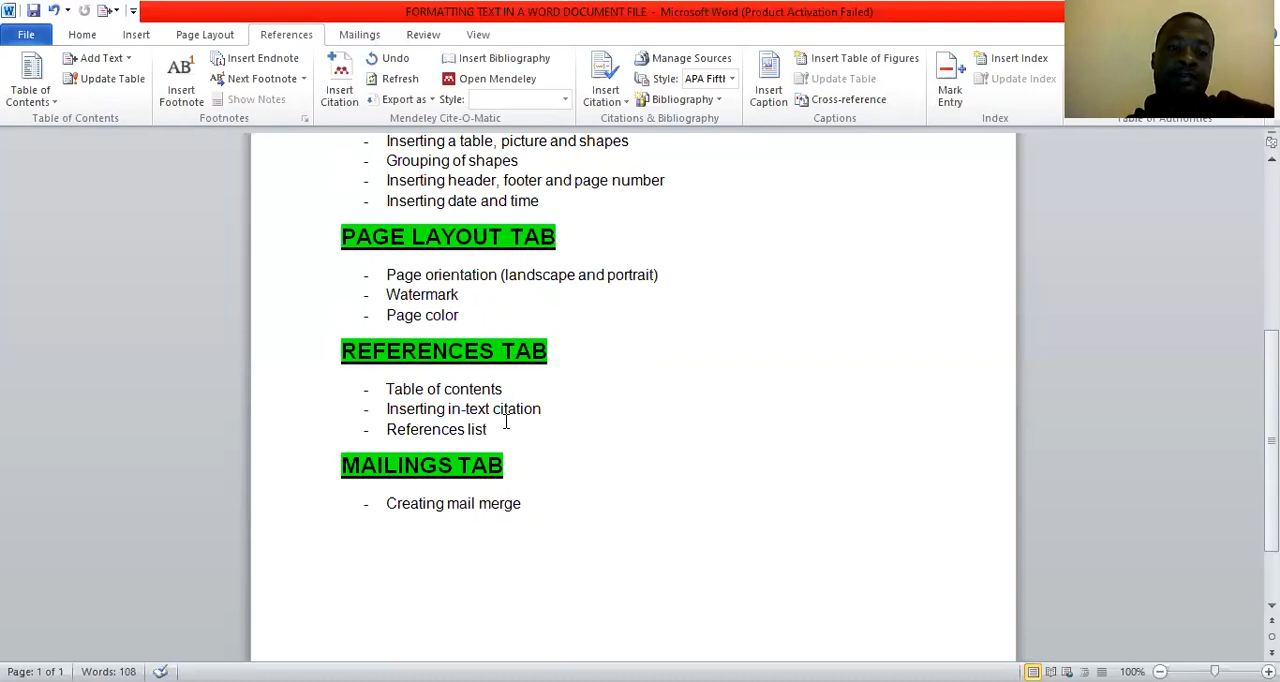 FORMATTING TEXT IN A WORD DOCUMENT FILE - Microsoft Word (Product Activation Failed)
File Home Insert Page Layout References Mailings Review View
Table of Contents
Add Text
Update Table
Table of Contents
AB1 Insert Footnote
Insert Endnote
Next Footnote
Show Notes
Footnotes
Insert Citation
Undo
Refresh
Export as
Insert Bibliography
Open Mendeley
Style:
Mendeley Cite-O-Matic
Insert Citation
Manage Sources
Style: APA Fifth
Bibliography
Citations & Bibliography
Insert Caption
Insert Table of Figures
Update Table
Cross-reference
Captions
Mark Entry
Insert Index
Update Index
Index
- Inserting a table, picture and shapes
- Grouping of shapes
- Inserting header, footer and page number
- Inserting date and time
PAGE LAYOUT TAB
- Page orientation (landscape and portrait)
- Watermark
- Page color
REFERENCES TAB
- Table of contents
- Inserting in-text citation
- References list
MAILINGS TAB
- Creating mail merge
Page: 1 of 1 Words: 108 100%